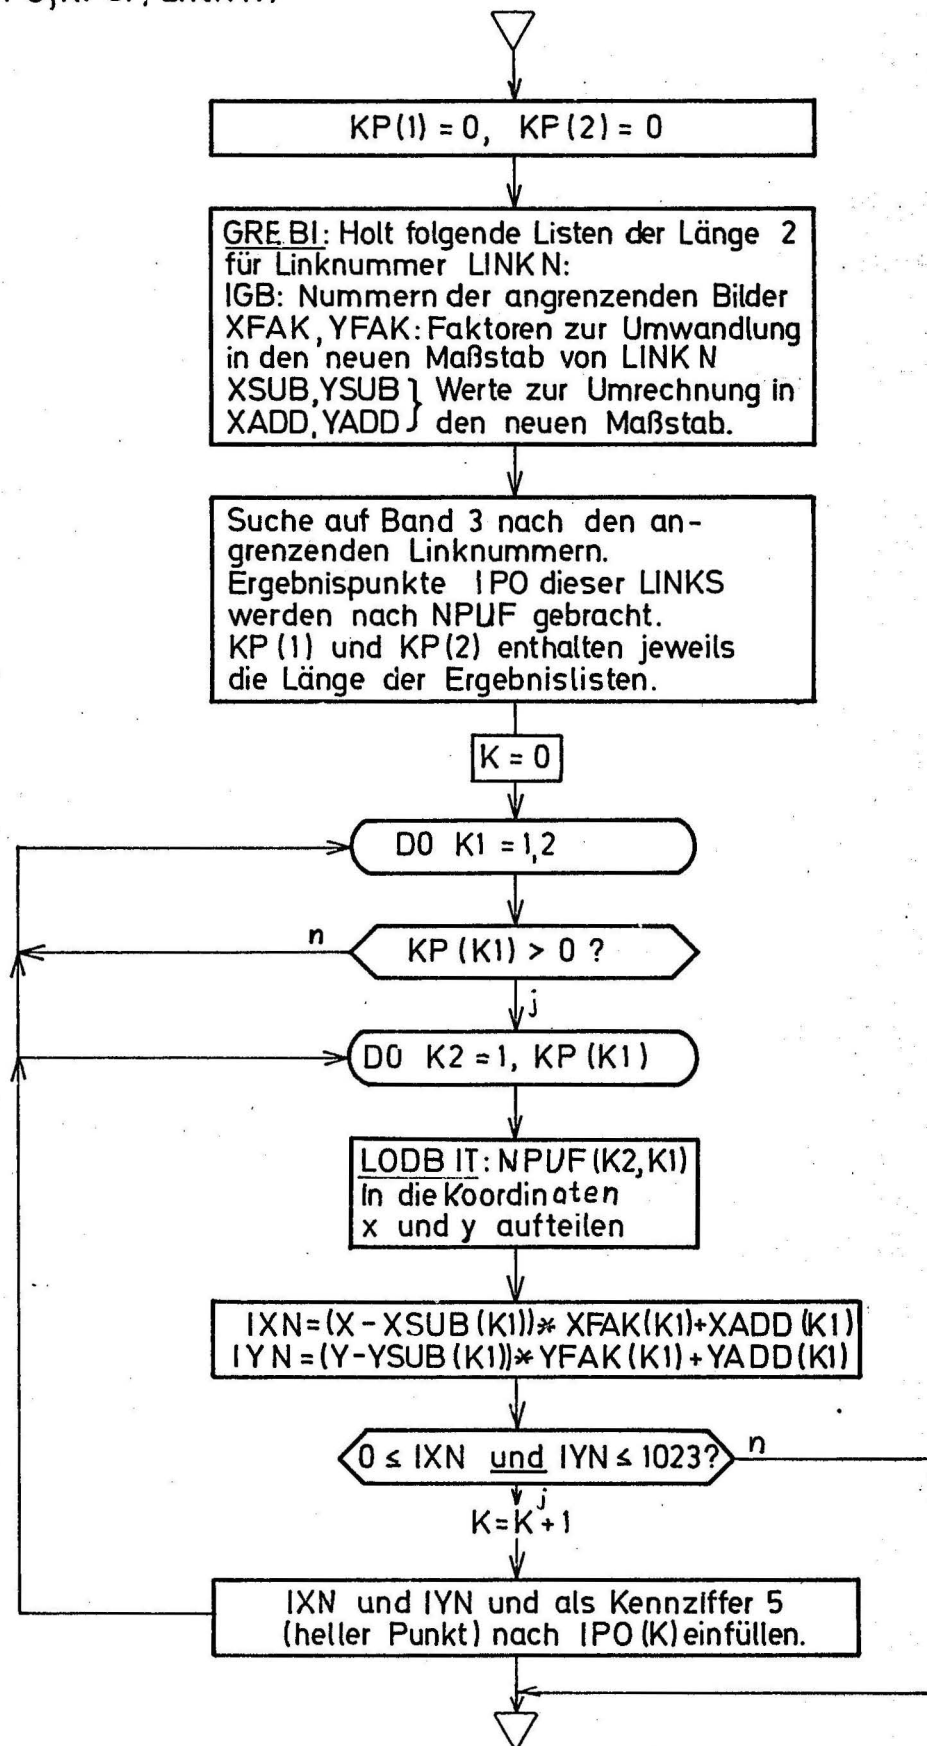 KP(1) = 0, KP(2) = 0
GREBI: Holt folgende Listen der Länge 2
für Linknummer LINKN:
IGB: Nummern der angrenzenden Bilder
XFAK, YFAK: Faktoren zur Umwandlung
in den neuen Maßstab von LINKN
XSUB,YSUB } Werte zur Umrechnung in
XADD,YADD } den neuen Maßstab.
Suche auf Band 3 nach den an-
grenzenden Linknummern.
Ergebnispunkte IPO dieser LINKS
werden nach NPUF gebracht.
KP(1) und KP(2) enthalten jeweils
die Länge der Ergebnislisten.
K = 0
DO K1 = 1,2
n
KP(K1) > 0 ?
j
DO K2 = 1, KP(K1)
LODBIT: NPUF(K2,K1)
in die Koordinaten
x und y aufteilen
IXN=(X-XSUB(K1))* XFAK(K1)+XADD(K1)
IYN=(Y-YSUB(K1))*YFAK(K1)+YADD(K1)
0 ≤ IXN und IYN ≤ 1023?
n
j
K=K+1
IXN und IYN und als Kennziffer 5
(heller Punkt) nach IPO(K) einfüllen.